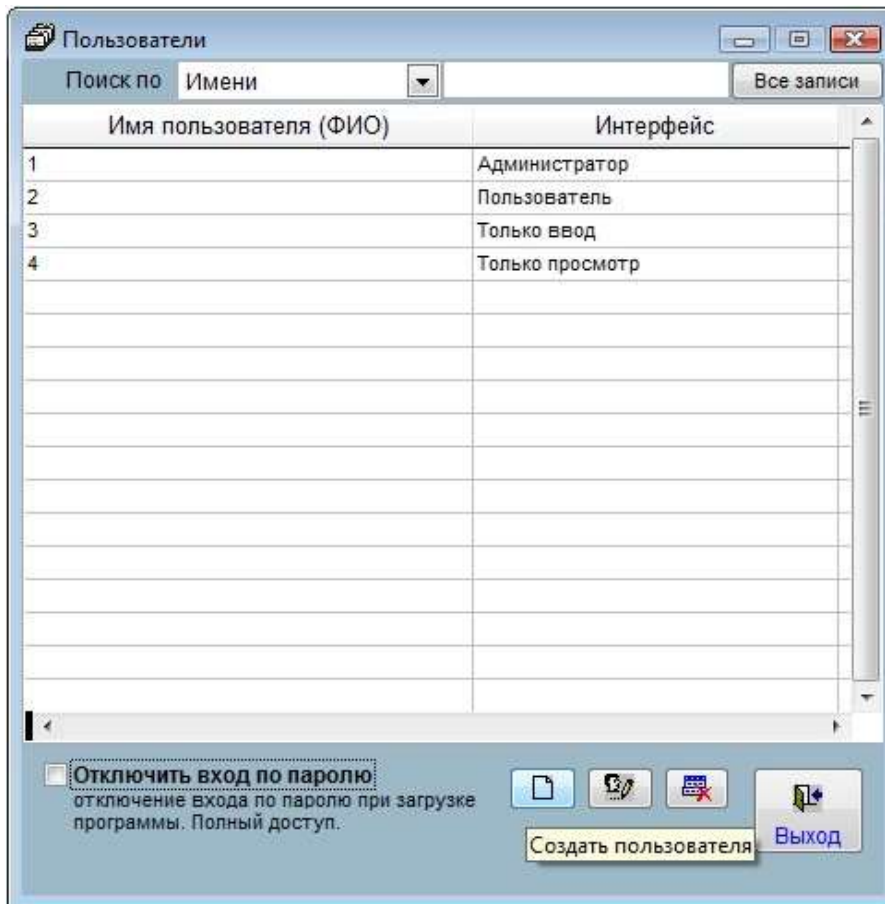 Пользователи
Поиск по Имени Все записи
Имя пользователя (ФИО) Интерфейс
1 Администратор
2 Пользователь
3 Только ввод
4 Только просмотр
Отключить вход по паролю
отключение входа по паролю при загрузке
программы. Полный доступ.
Создать пользователя
Выход